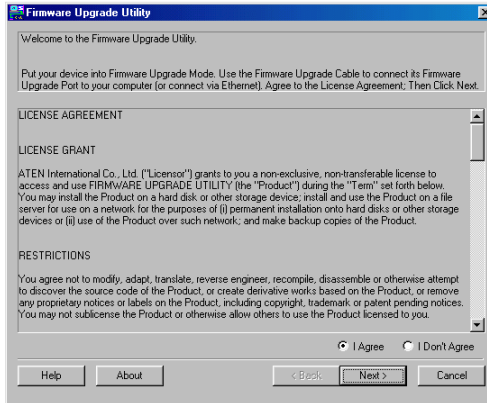 Firmware Upgrade Utility
Welcome to the Firmware Upgrade Utility.
Put your device into Firmware Upgrade Mode. Use the Firmware Upgrade Cable to connect its Firmware
Upgrade Port to your computer (or connect via Ethernet). Agree to the License Agreement; Then Click Next.
LICENSE AGREEMENT
LICENSE GRANT
ATEN International Co., Ltd. ("Licensor") grants to you a non-exclusive, non-transferable license to
access and use FIRMWARE UPGRADE UTILITY (the "Product") during the "Term" set forth below.
You may install the Product on a hard disk or other storage device; install and use the Product on a file
server for use on a network for the purposes of (i) permanent installation onto hard disks or other storage
devices or (ii) use of the Product over such network; and make backup copies of the Product.
RESTRICTIONS
You agree not to modify, adapt, translate, reverse engineer, recompile, disassemble or otherwise attempt
to discover the source code of the Product, or create derivative works based on the Product, or remove
any proprietary notices or labels on the Product, including copyright, trademark or patent pending notices.
You may not sublicense the Product or otherwise allow others to use the Product licensed to you.
I Agree I Don't Agree
Help About < Back Next > Cancel